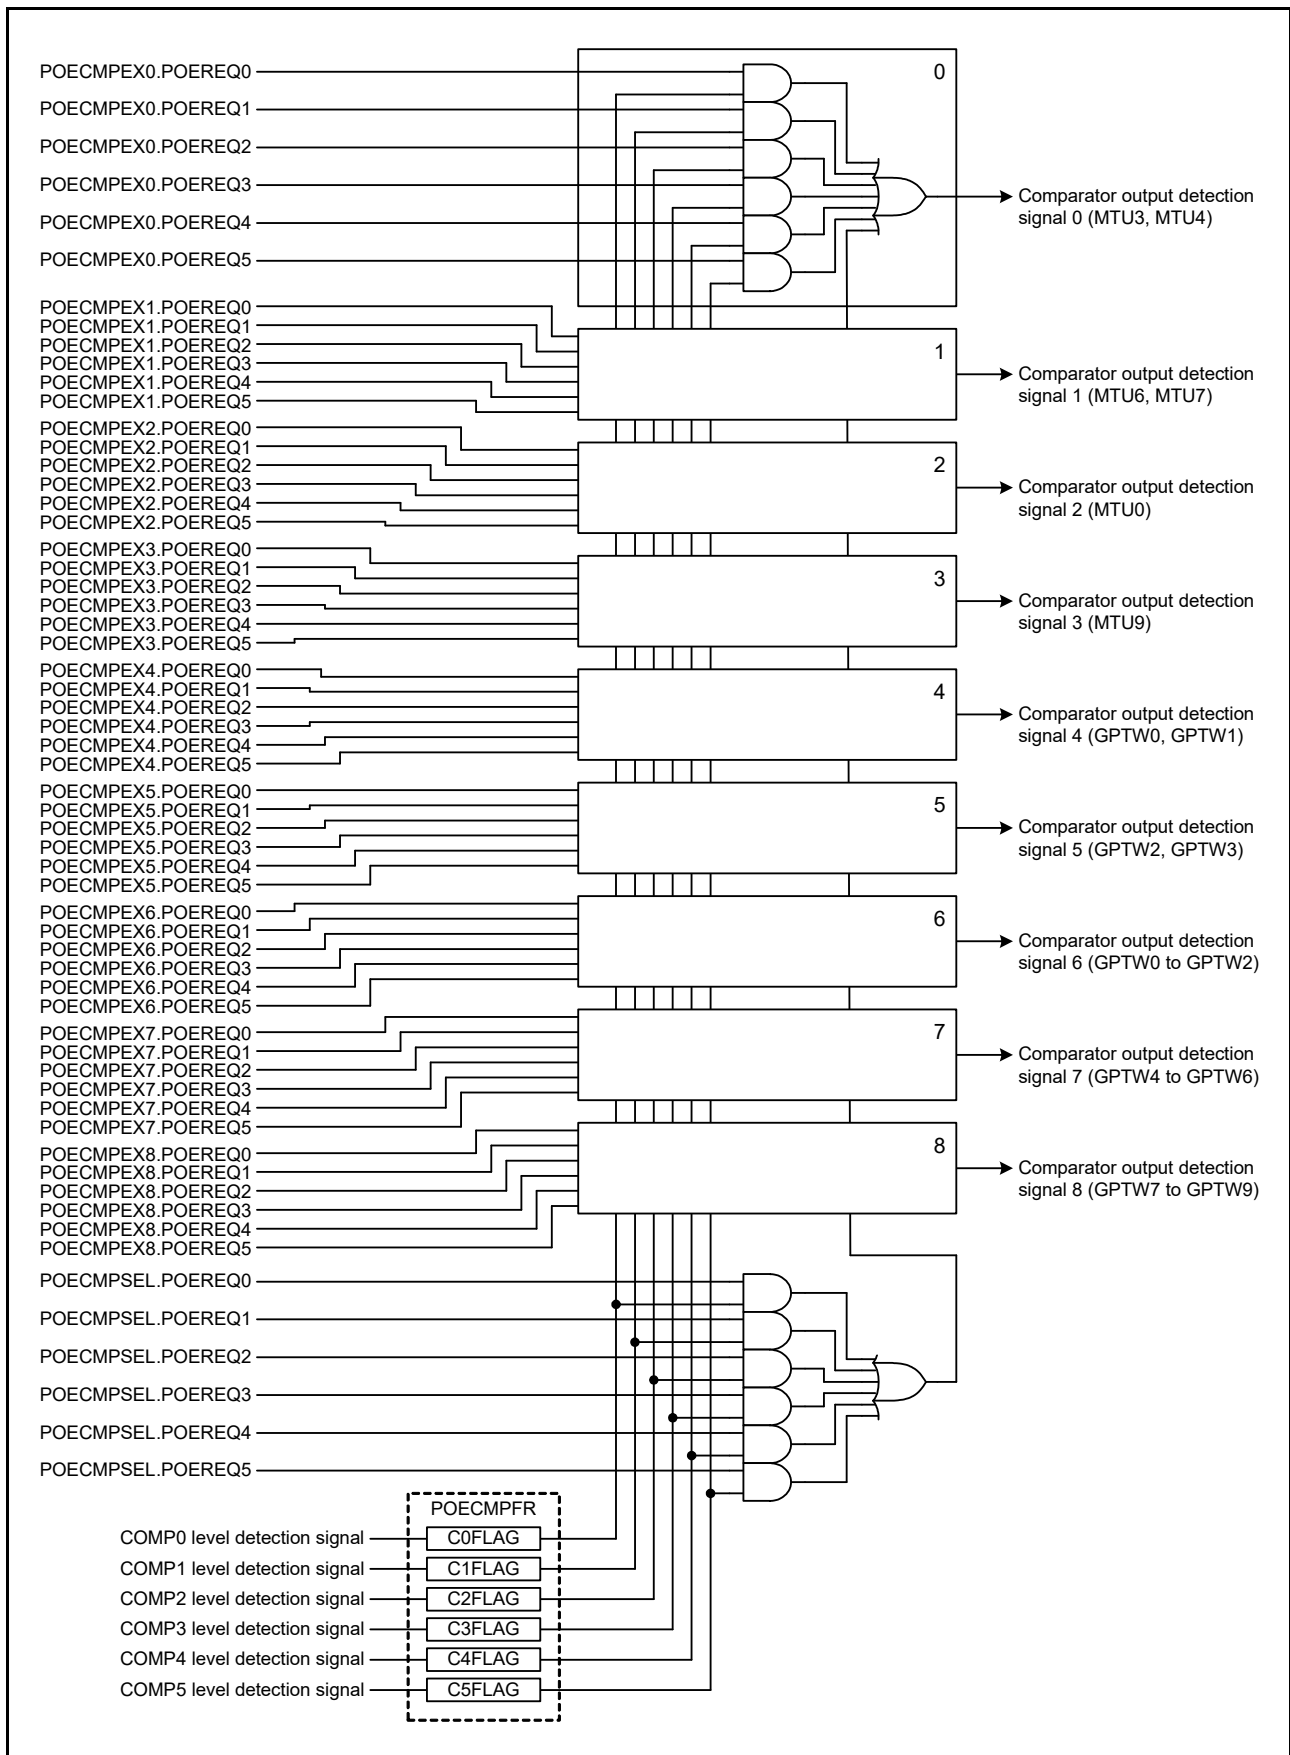 POECMPEX0.POEREQ0
POECMPEX0.POEREQ1
POECMPEX0.POEREQ2
POECMPEX0.POEREQ3
POECMPEX0.POEREQ4
POECMPEX0.POEREQ5
0
Comparator output detection
signal 0 (MTU3, MTU4)
POECMPEX1.POEREQ0
POECMPEX1.POEREQ1
POECMPEX1.POEREQ2
POECMPEX1.POEREQ3
POECMPEX1.POEREQ4
POECMPEX1.POEREQ5
1
Comparator output detection
signal 1 (MTU6, MTU7)
POECMPEX2.POEREQ0
POECMPEX2.POEREQ1
POECMPEX2.POEREQ2
POECMPEX2.POEREQ3
POECMPEX2.POEREQ4
POECMPEX2.POEREQ5
2
Comparator output detection
signal 2 (MTU0)
POECMPEX3.POEREQ0
POECMPEX3.POEREQ1
POECMPEX3.POEREQ2
POECMPEX3.POEREQ3
POECMPEX3.POEREQ4
POECMPEX3.POEREQ5
3
Comparator output detection
signal 3 (MTU9)
POECMPEX4.POEREQ0
POECMPEX4.POEREQ1
POECMPEX4.POEREQ2
POECMPEX4.POEREQ3
POECMPEX4.POEREQ4
POECMPEX4.POEREQ5
4
Comparator output detection
signal 4 (GPTW0, GPTW1)
POECMPEX5.POEREQ0
POECMPEX5.POEREQ1
POECMPEX5.POEREQ2
POECMPEX5.POEREQ3
POECMPEX5.POEREQ4
POECMPEX5.POEREQ5
5
Comparator output detection
signal 5 (GPTW2, GPTW3)
POECMPEX6.POEREQ0
POECMPEX6.POEREQ1
POECMPEX6.POEREQ2
POECMPEX6.POEREQ3
POECMPEX6.POEREQ4
POECMPEX6.POEREQ5
6
Comparator output detection
signal 6 (GPTW0 to GPTW2)
POECMPEX7.POEREQ0
POECMPEX7.POEREQ1
POECMPEX7.POEREQ2
POECMPEX7.POEREQ3
POECMPEX7.POEREQ4
POECMPEX7.POEREQ5
7
Comparator output detection
signal 7 (GPTW4 to GPTW6)
POECMPEX8.POEREQ0
POECMPEX8.POEREQ1
POECMPEX8.POEREQ2
POECMPEX8.POEREQ3
POECMPEX8.POEREQ4
POECMPEX8.POEREQ5
8
Comparator output detection
signal 8 (GPTW7 to GPTW9)
POECMPSEL.POEREQ0
POECMPSEL.POEREQ1
POECMPSEL.POEREQ2
POECMPSEL.POEREQ3
POECMPSEL.POEREQ4
POECMPSEL.POEREQ5
POECMPFR
COMP0 level detection signal C0FLAG
COMP1 level detection signal C1FLAG
COMP2 level detection signal C2FLAG
COMP3 level detection signal C3FLAG
COMP4 level detection signal C4FLAG
COMP5 level detection signal C5FLAG